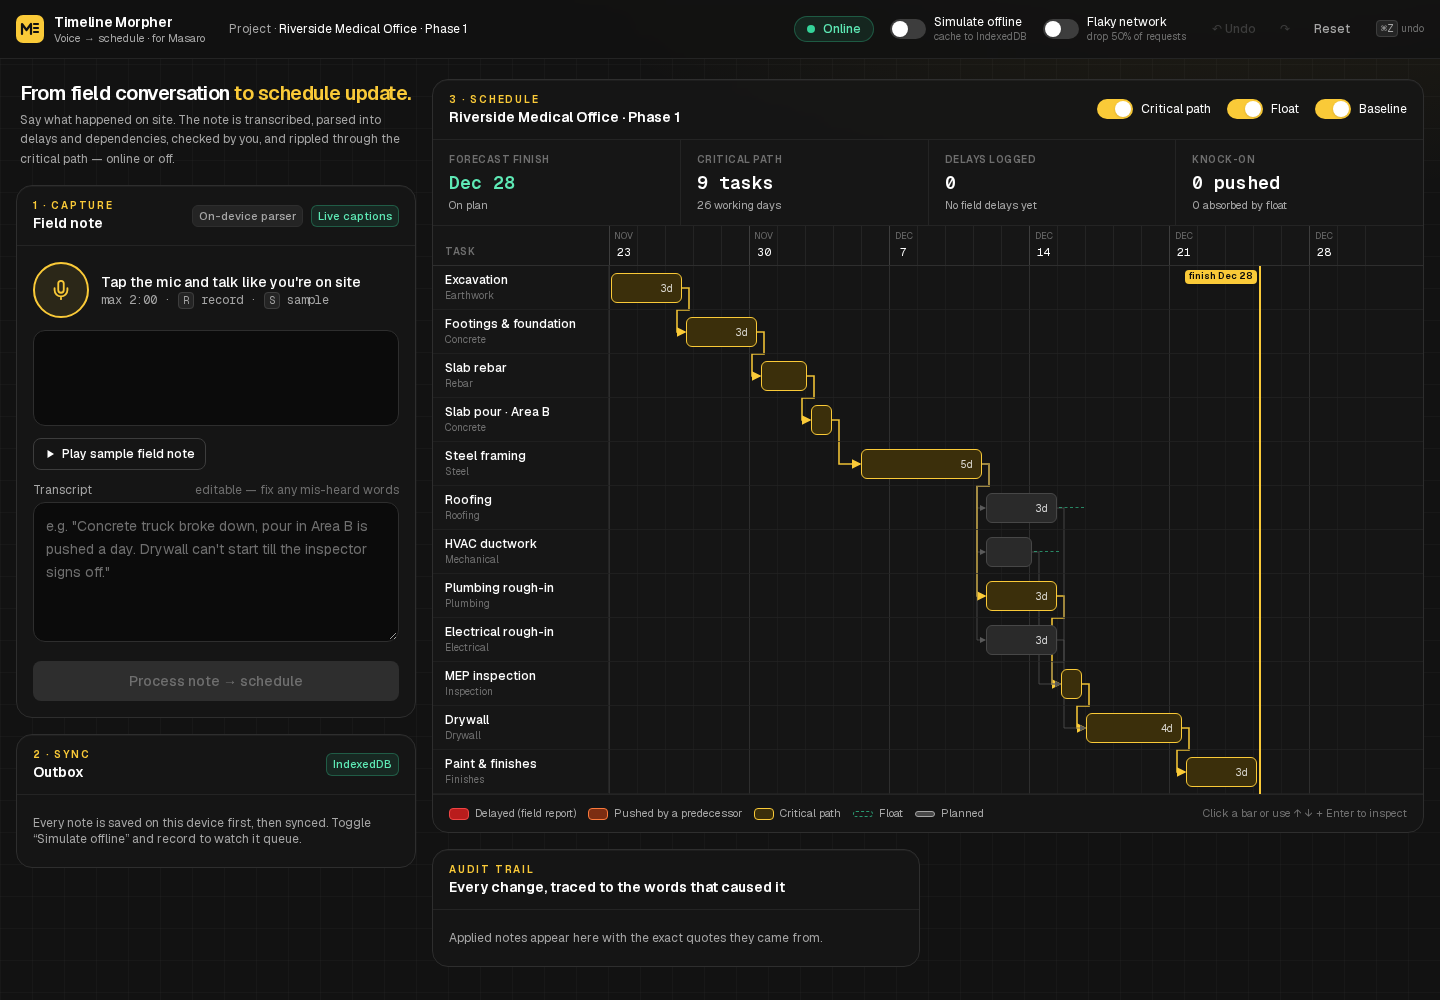 Timeline Morpher
Voice → schedule · for Masaro
Project · Riverside Medical Office · Phase 1
Online
Simulate offline
cache to IndexedDB
Flaky network
drop 50% of requests
↶ Undo
↷
Reset
⌘Z undo
From field conversation to schedule update.
Say what happened on site. The note is transcribed, parsed into
delays and dependencies, checked by you, and rippled through the
critical path — online or off.
1 · CAPTURE
Field note
On-device parser
Live captions
Tap the mic and talk like you're on site
max 2:00 · R record · S sample
Play sample field note
Transcript
editable — fix any mis-heard words
e.g. "Concrete truck broke down, pour in Area B is
pushed a day. Drywall can't start till the inspector
signs off."
Process note → schedule
2 · SYNC
Outbox
IndexedDB
Every note is saved on this device first, then synced. Toggle
“Simulate offline” and record to watch it queue.
3 · SCHEDULE
Riverside Medical Office · Phase 1
Critical path
Float
Baseline
FORECAST FINISH
Dec 28
On plan
CRITICAL PATH
9 tasks
26 working days
DELAYS LOGGED
0
No field delays yet
KNOCK-ON
0 pushed
0 absorbed by float
TASK
NOV
23
NOV
30
DEC
7
DEC
14
DEC
21
DEC
28
finish Dec 28
Excavation
Earthwork
3d
Footings & foundation
Concrete
3d
Slab rebar
Rebar
Slab pour · Area B
Concrete
Steel framing
Steel
5d
Roofing
Roofing
3d
HVAC ductwork
Mechanical
Plumbing rough-in
Plumbing
3d
Electrical rough-in
Electrical
3d
MEP inspection
Inspection
Drywall
Drywall
4d
Paint & finishes
Finishes
3d
Delayed (field report)
Pushed by a predecessor
Critical path
Float
Planned
Click a bar or use ↑ ↓ + Enter to inspect
AUDIT TRAIL
Every change, traced to the words that caused it
Applied notes appear here with the exact quotes they came from.